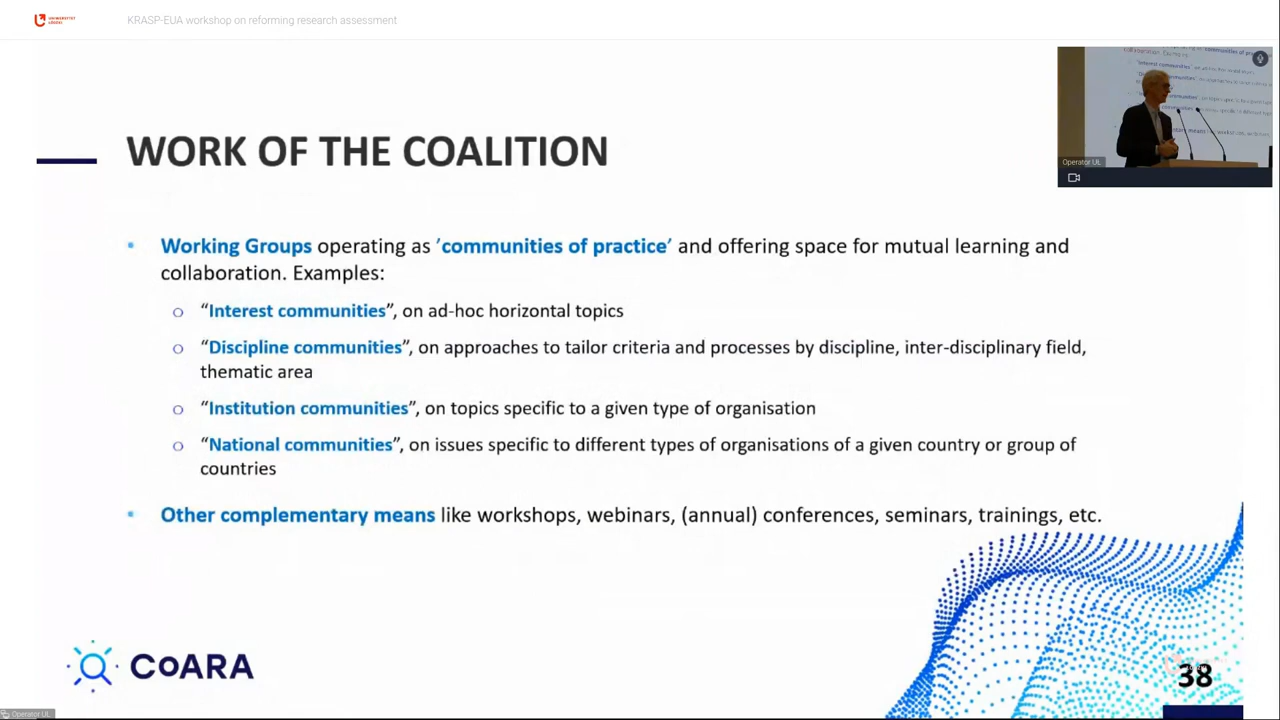 UNIWERSYTET
ŁÓDZKI
KRASP-EUA workshop on reforming research assessment
WORK OF THE COALITION
Working Groups operating as ’communities of practice’ and offering space for mutual learning and
collaboration. Examples:
“Interest communities”, on ad-hoc horizontal topics
“Discipline communities”, on approaches to tailor criteria and processes by discipline, inter-disciplinary field,
thematic area
“Institution communities”, on topics specific to a given type of organisation
“National communities”, on issues specific to different types of organisations of a given country or group of
countries
Other complementary means like workshops, webinars, (annual) conferences, seminars, trainings, etc.
Operator UL
CoARA
38
Operator UL